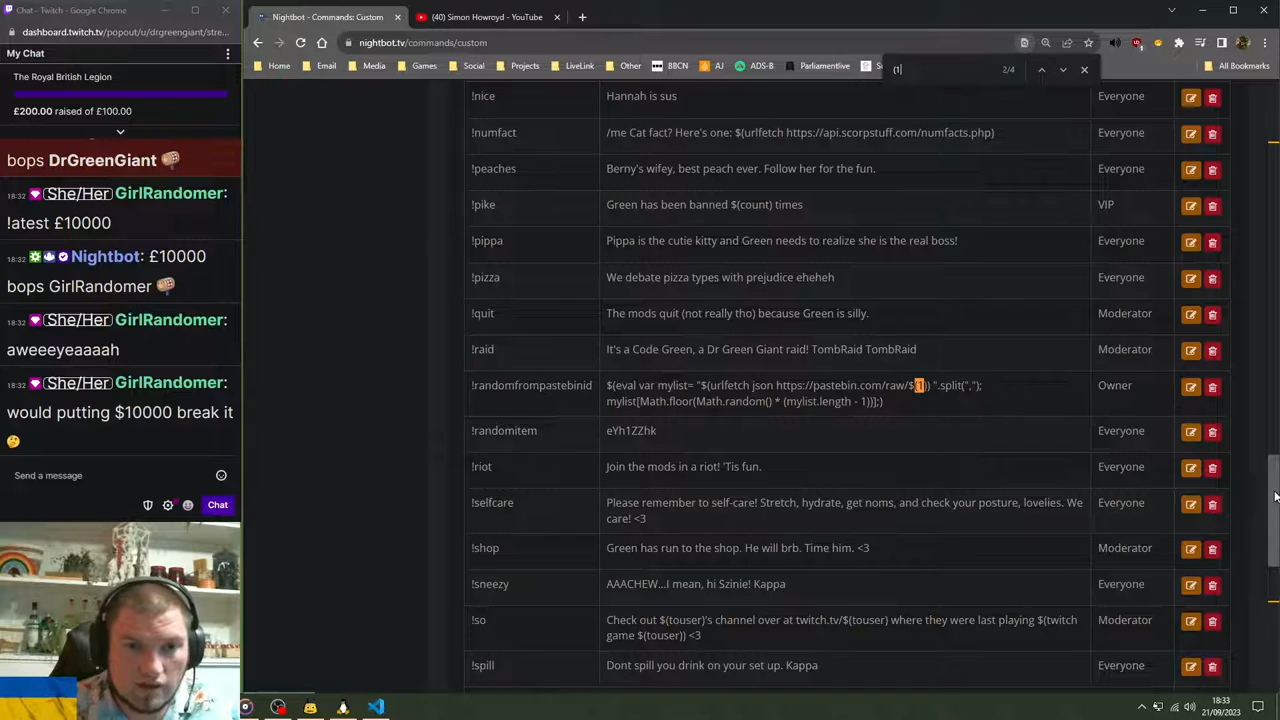 Chat - Twitch - Google Chrome
dashboard.twitch.tv/popout/u/drgreengiant/stre...
My Chat
The Royal British Legion
£200.00 raised of £100.00
bops DrGreenGiant
18:32 She/Her GirlRandomer:
!latest £10000
18:32 Nightbot: £10000
bops GirlRandomer
18:32 She/Her GirlRandomer:
aweeeyeaaaah
18:32 She/Her GirlRandomer:
would putting $10000 break it
Send a message
Chat
Nightbot - Commands: Custom
(40) Simon Howroyd - YouTube
nightbot.tv/commands/custom
Home
Email
Media
Games
Social
Projects
LiveLink
Other
BBCN
AJ
ADS-B
Parliamentlive
All Bookmarks
(1
2/4
!nice Hannah is sus Everyone
!numfact /me Cat fact? Here's one: $(urlfetch https://api.scorpstuff.com/numfacts.php) Everyone
!peaches Berny's wifey, best peach ever. Follow her for the fun. Everyone
!pike Green has been banned $(count) times VIP
!pippa Pippa is the cutie kitty and Green needs to realize she is the real boss! Everyone
!pizza We debate pizza types with prejudice eheheh Everyone
!quit The mods quit (not really tho) because Green is silly. Moderator
!raid It's a Code Green, a Dr Green Giant raid! TombRaid TombRaid Moderator
!randomfrompastebinid $(eval var mylist= "$(urlfetch json https://pastebin.com/raw/$(1)) ".split(","); Owner
mylist[Math.floor(Math.random() * (mylist.length - 1))];)
!randomitem eYh1ZZhk Everyone
!riot Join the mods in a riot! 'Tis fun. Everyone
!selfcare Please remember to self-care! Stretch, hydrate, get noms, and check your posture, lovelies. We Everyone
care! <3
!shop Green has run to the shop. He will brb. Time him. <3 Moderator
!sneezy AAACHEW...I mean, hi Szinie! Kappa Everyone
!so Check out $(touser)'s channel over at twitch.tv/$(touser) where they were last playing $(twitch Moderator
game $(touser)) <3
!spill Dont spill you drink on your set up. Kappa Everyone
18:33
21/09/2023